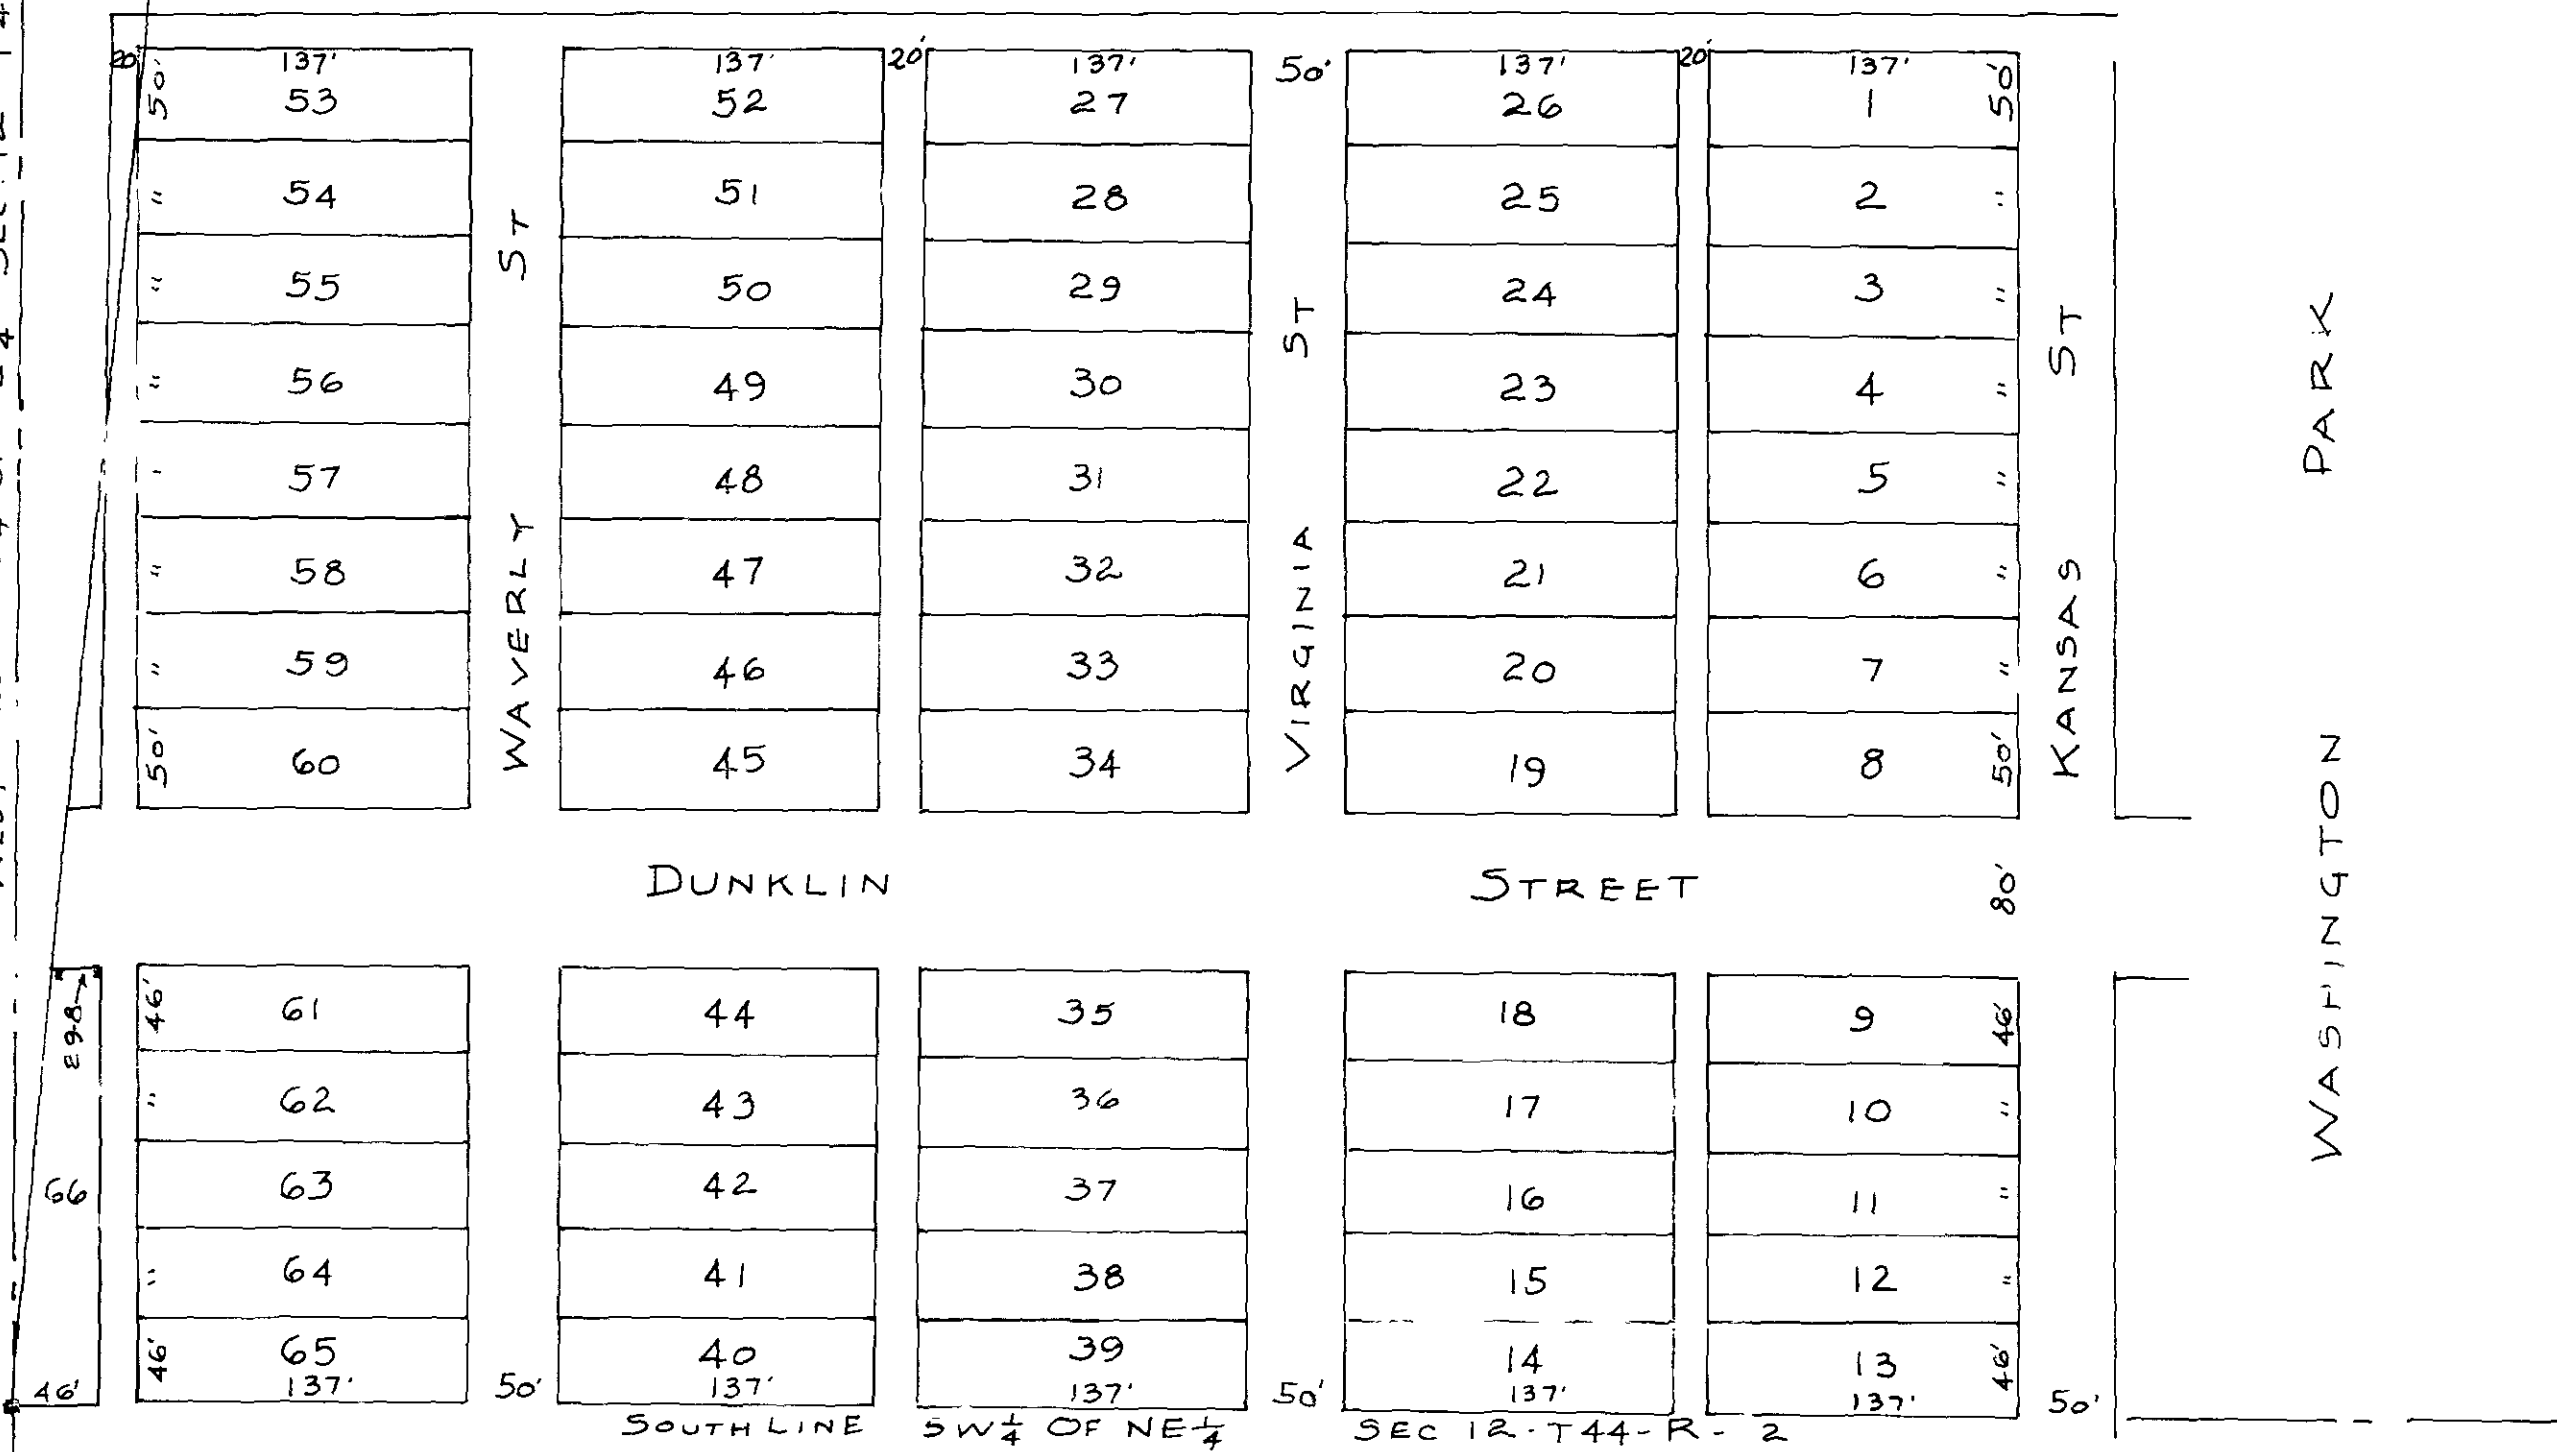 20' 137' 137' 20' 137' 50' 137' 20' 137'
50' 53 52 27 26 1 50'
" 54 51 28 25 2 "
" 55 50 29 24 3 "
" 56 49 30 23 4 "
57 48 31 22 5 "
" 58 47 32 21 6 "
" 59 46 33 20 7 "
50' 60 45 34 19 8 50'
WAVERLY ST
VIRGINIA ST
KANSAS ST
WASHINGTON PARK
DUNKLIN STREET 80'
46' 61 44 35 18 9 46'
" 62 43 36 17 10 "
66 63 42 37 16 11 "
" 64 41 38 15 12 "
46' 65 40 39 14 13 46'
46' 137' 50' 137' 137' 50' 137' 137' 50'
SOUTH LINE SW 1/4 OF NE 1/4 SEC 12 - T44 - R - 2